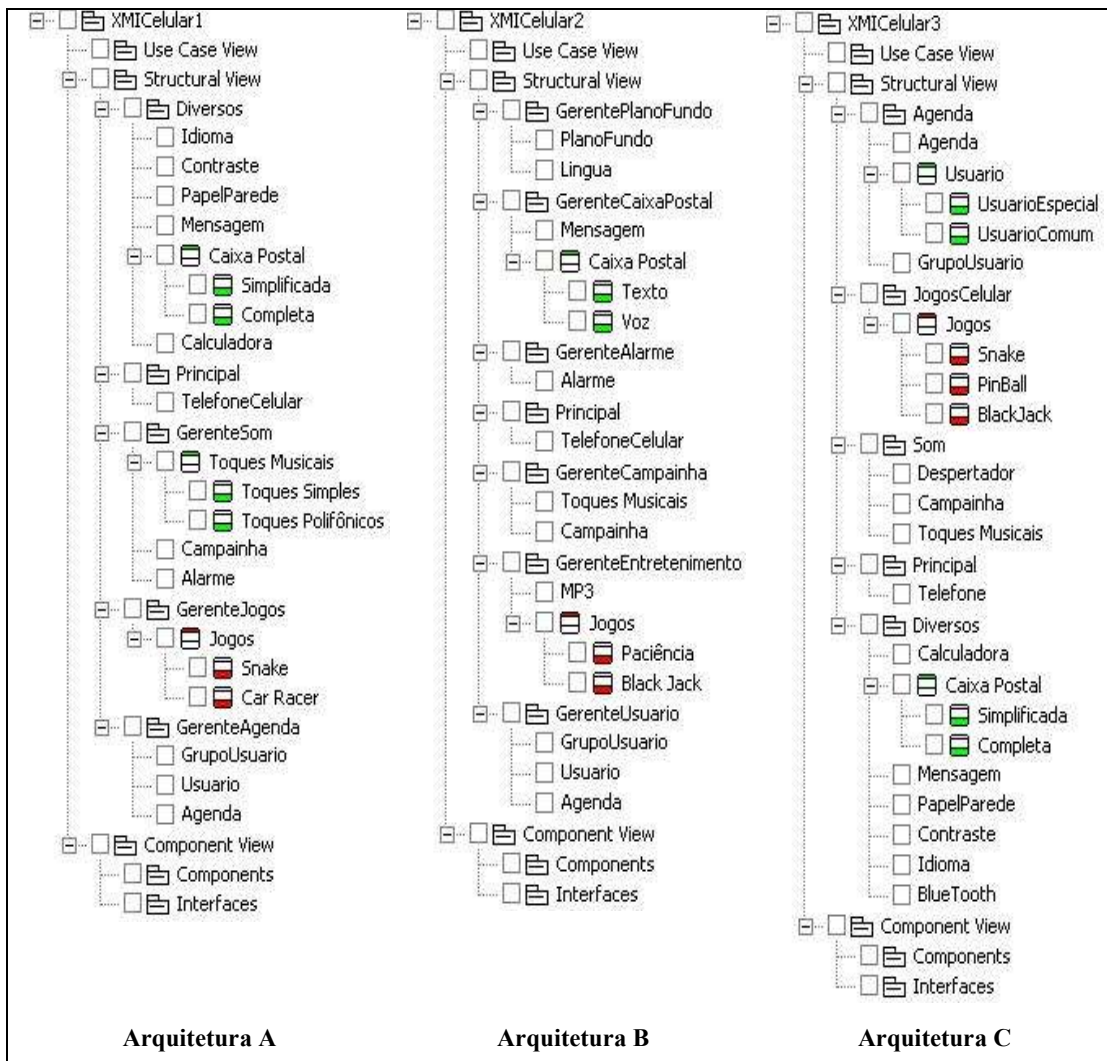 XMICelular1
Use Case View
Structural View
Diversos
Idioma
Contraste
PapelParede
Mensagem
Caixa Postal
Simplificada
Completa
Calculadora
Principal
TelefoneCelular
GerenteSom
Toques Musicais
Toques Simples
Toques Polifônicos
Campainha
Alarme
GerenteJogos
Jogos
Snake
Car Racer
GerenteAgenda
GrupoUsuario
Usuario
Agenda
Component View
Components
Interfaces
Arquitetura A
XMICelular2
Use Case View
Structural View
GerentePlanoFundo
PlanoFundo
Lingua
GerenteCaixaPostal
Mensagem
Caixa Postal
Texto
Voz
GerenteAlarme
Alarme
Principal
TelefoneCelular
GerenteCampainha
Toques Musicais
Campainha
GerenteEntretenimento
MP3
Jogos
Paciência
Black Jack
GerenteUsuario
GrupoUsuario
Usuario
Agenda
Component View
Components
Interfaces
Arquitetura B
XMICelular3
Use Case View
Structural View
Agenda
Agenda
Usuario
UsuarioEspecial
UsuarioComum
GrupoUsuario
JogosCelular
Jogos
Snake
PinBall
BlackJack
Som
Despertador
Campainha
Toques Musicais
Principal
Telefone
Diversos
Calculadora
Caixa Postal
Simplificada
Completa
Mensagem
PapelParede
Contraste
Idioma
BlueTooth
Component View
Components
Interfaces
Arquitetura C